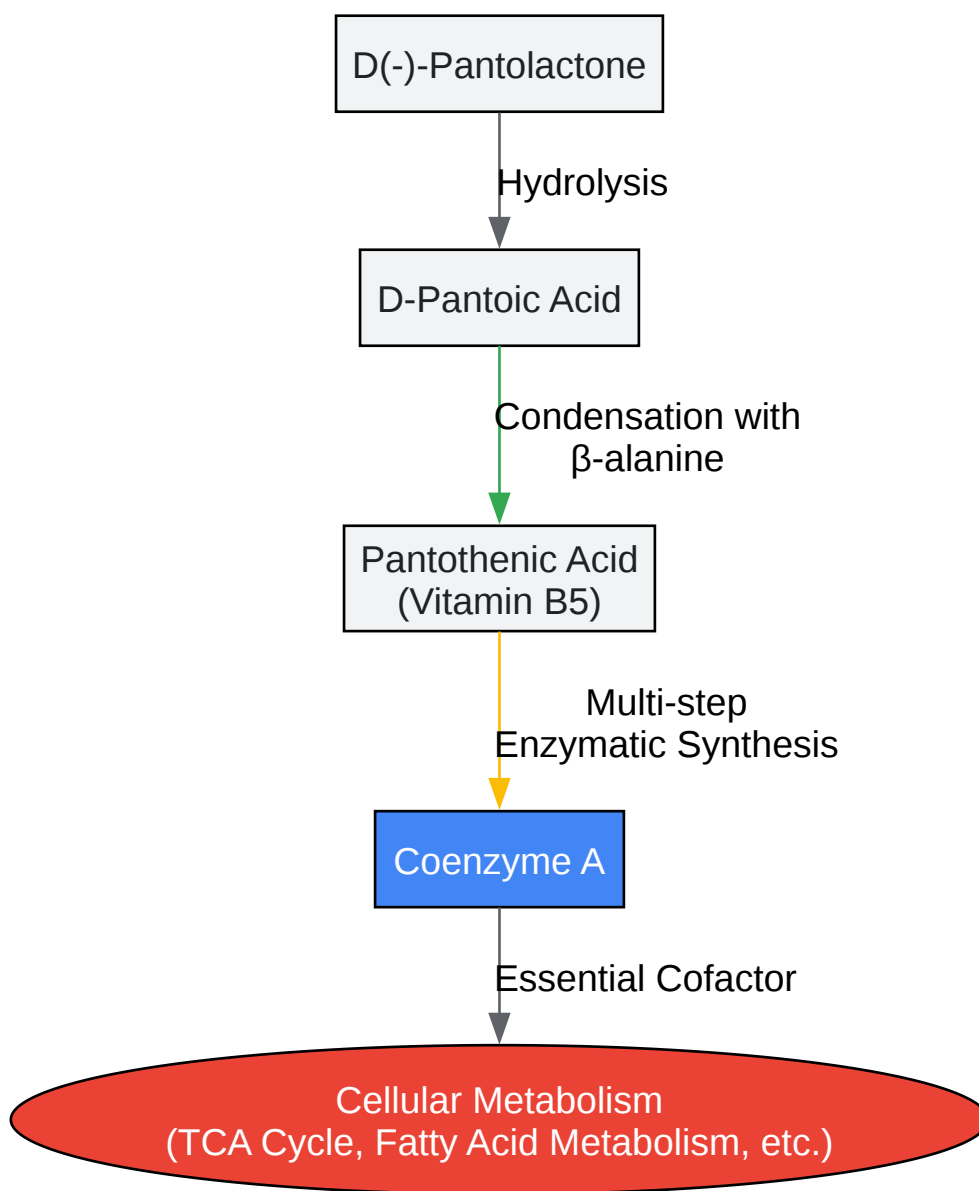 D(-)-Pantolactone
Hydrolysis
D-Pantoic Acid
Condensation with
β-alanine
Pantothenic Acid
(Vitamin B5)
Multi-step
Enzymatic Synthesis
Coenzyme A
Essential Cofactor
Cellular Metabolism
(TCA Cycle, Fatty Acid Metabolism, etc.)